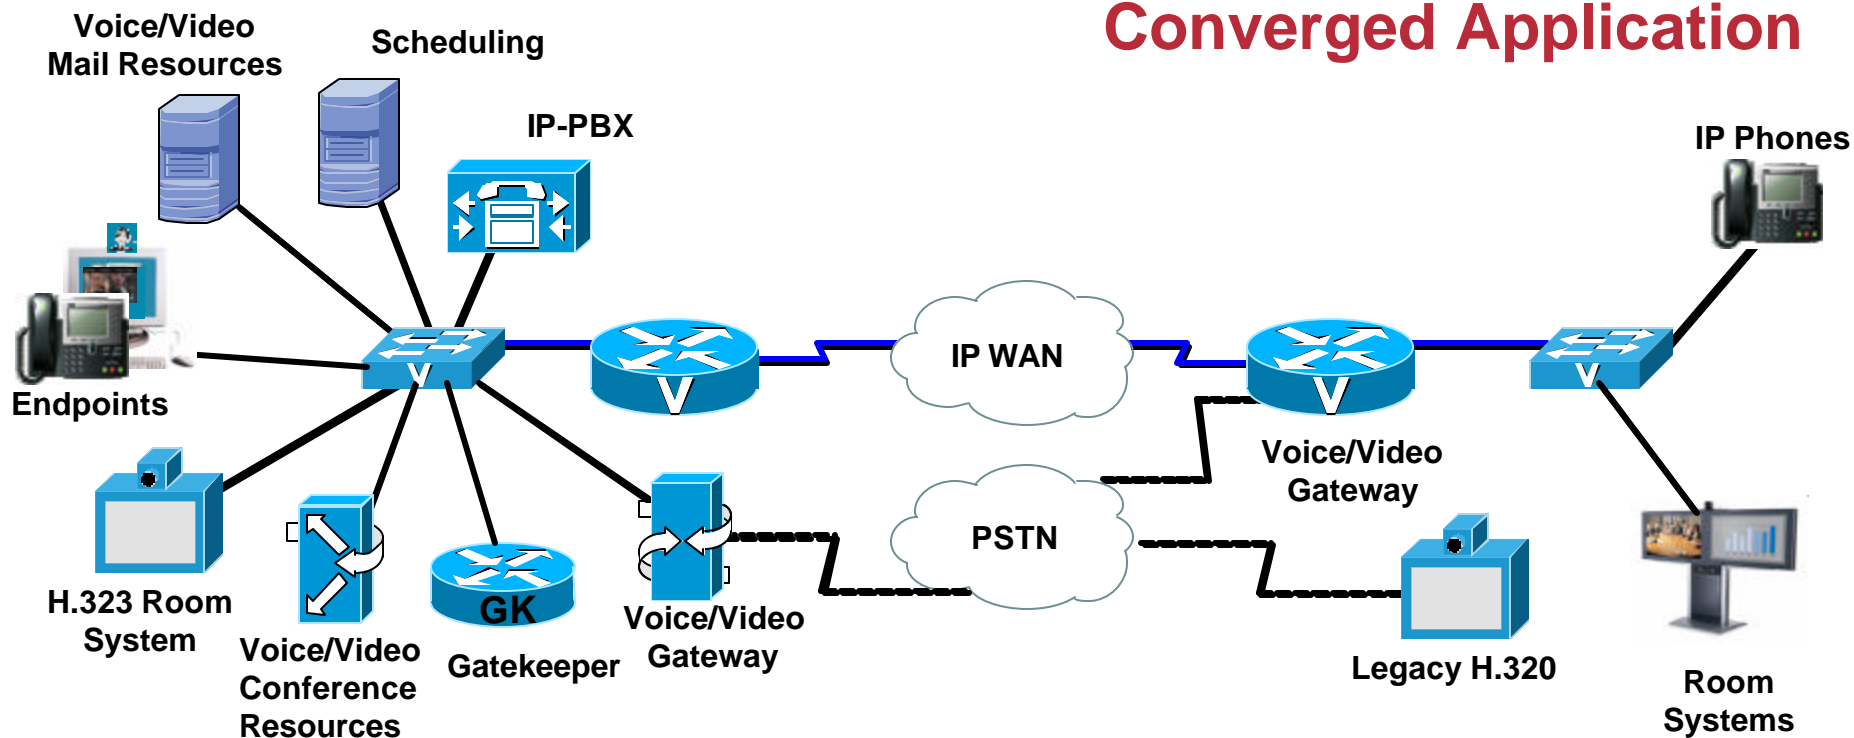 Converged Application
Voice/Video
Mail Resources
Scheduling
IP-PBX
IP Phones
Endpoints
V
V
IP WAN
V
V
Voice/Video
Gateway
PSTN
H.323 Room
System
Voice/Video
Conference
Resources
GK
Gatekeeper
Voice/Video
Gateway
Legacy H.320
Room
Systems